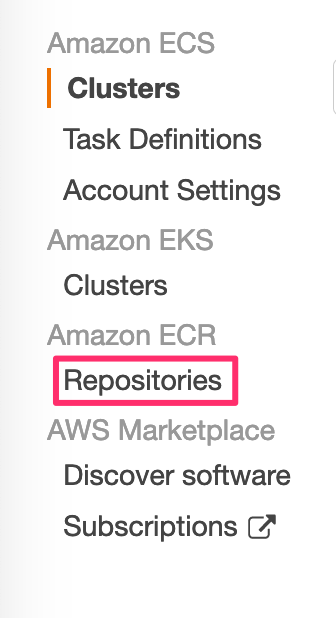 Amazon ECS
Clusters
Task Definitions
Account Settings
Amazon EKS
Clusters
Amazon ECR
Repositories
AWS Marketplace
Discover software
Subscriptions